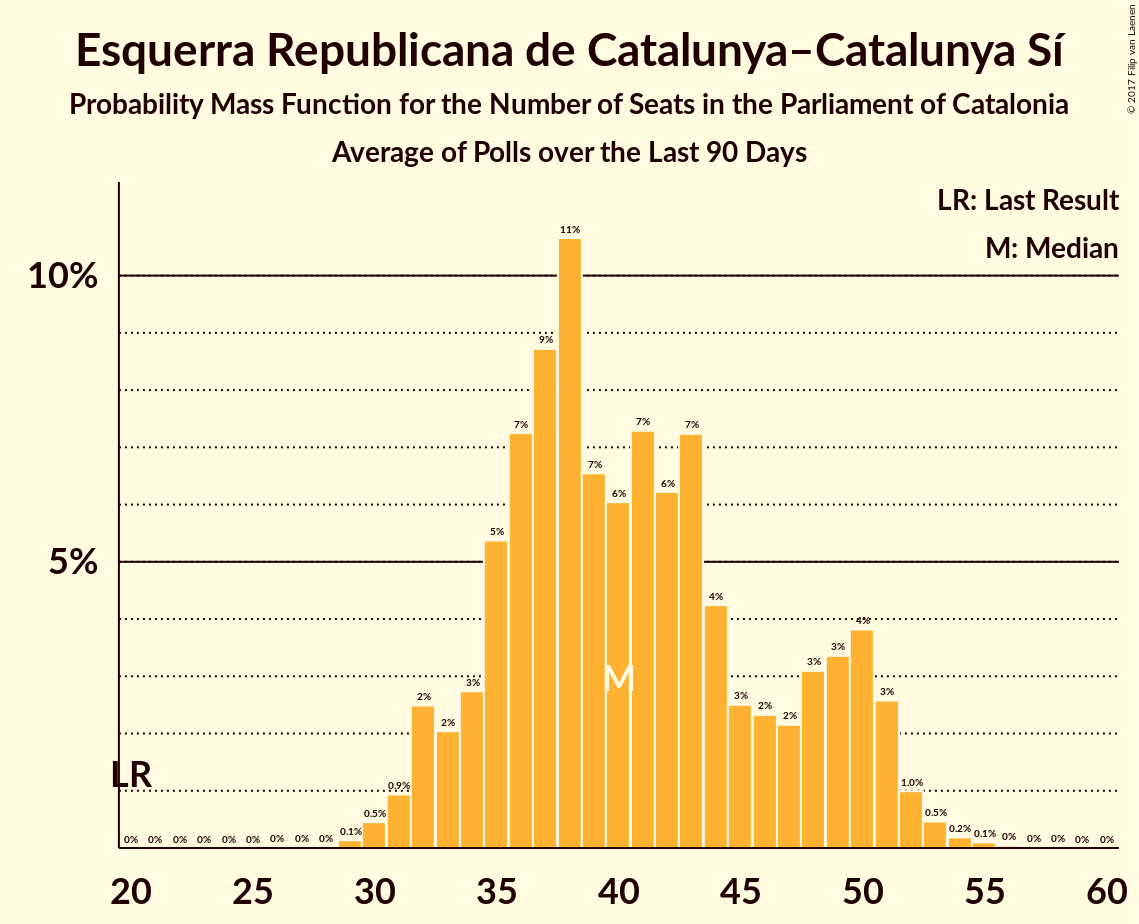 Esquerra Republicana de Catalunya–Catalunya Sí
Probability Mass Function for the Number of Seats in the Parliament of Catalonia
Average of Polls over the Last 90 Days
© 2017 Filip van Laenen
LR: Last Result
M: Median
10%
5%
0% 0% 0% 0% 0% 0% 0% 0% 0% 0.1% 0.5% 0.9% 2% 2% 3% 5% 7% 9% 11% 7% 6% 7% 6% 7% 4% 3% 2% 2% 3% 3% 4% 3% 1.0% 0.5% 0.2% 0.1% 0% 0% 0% 0% 0%
M
LR
20 25 30 35 40 45 50 55 60